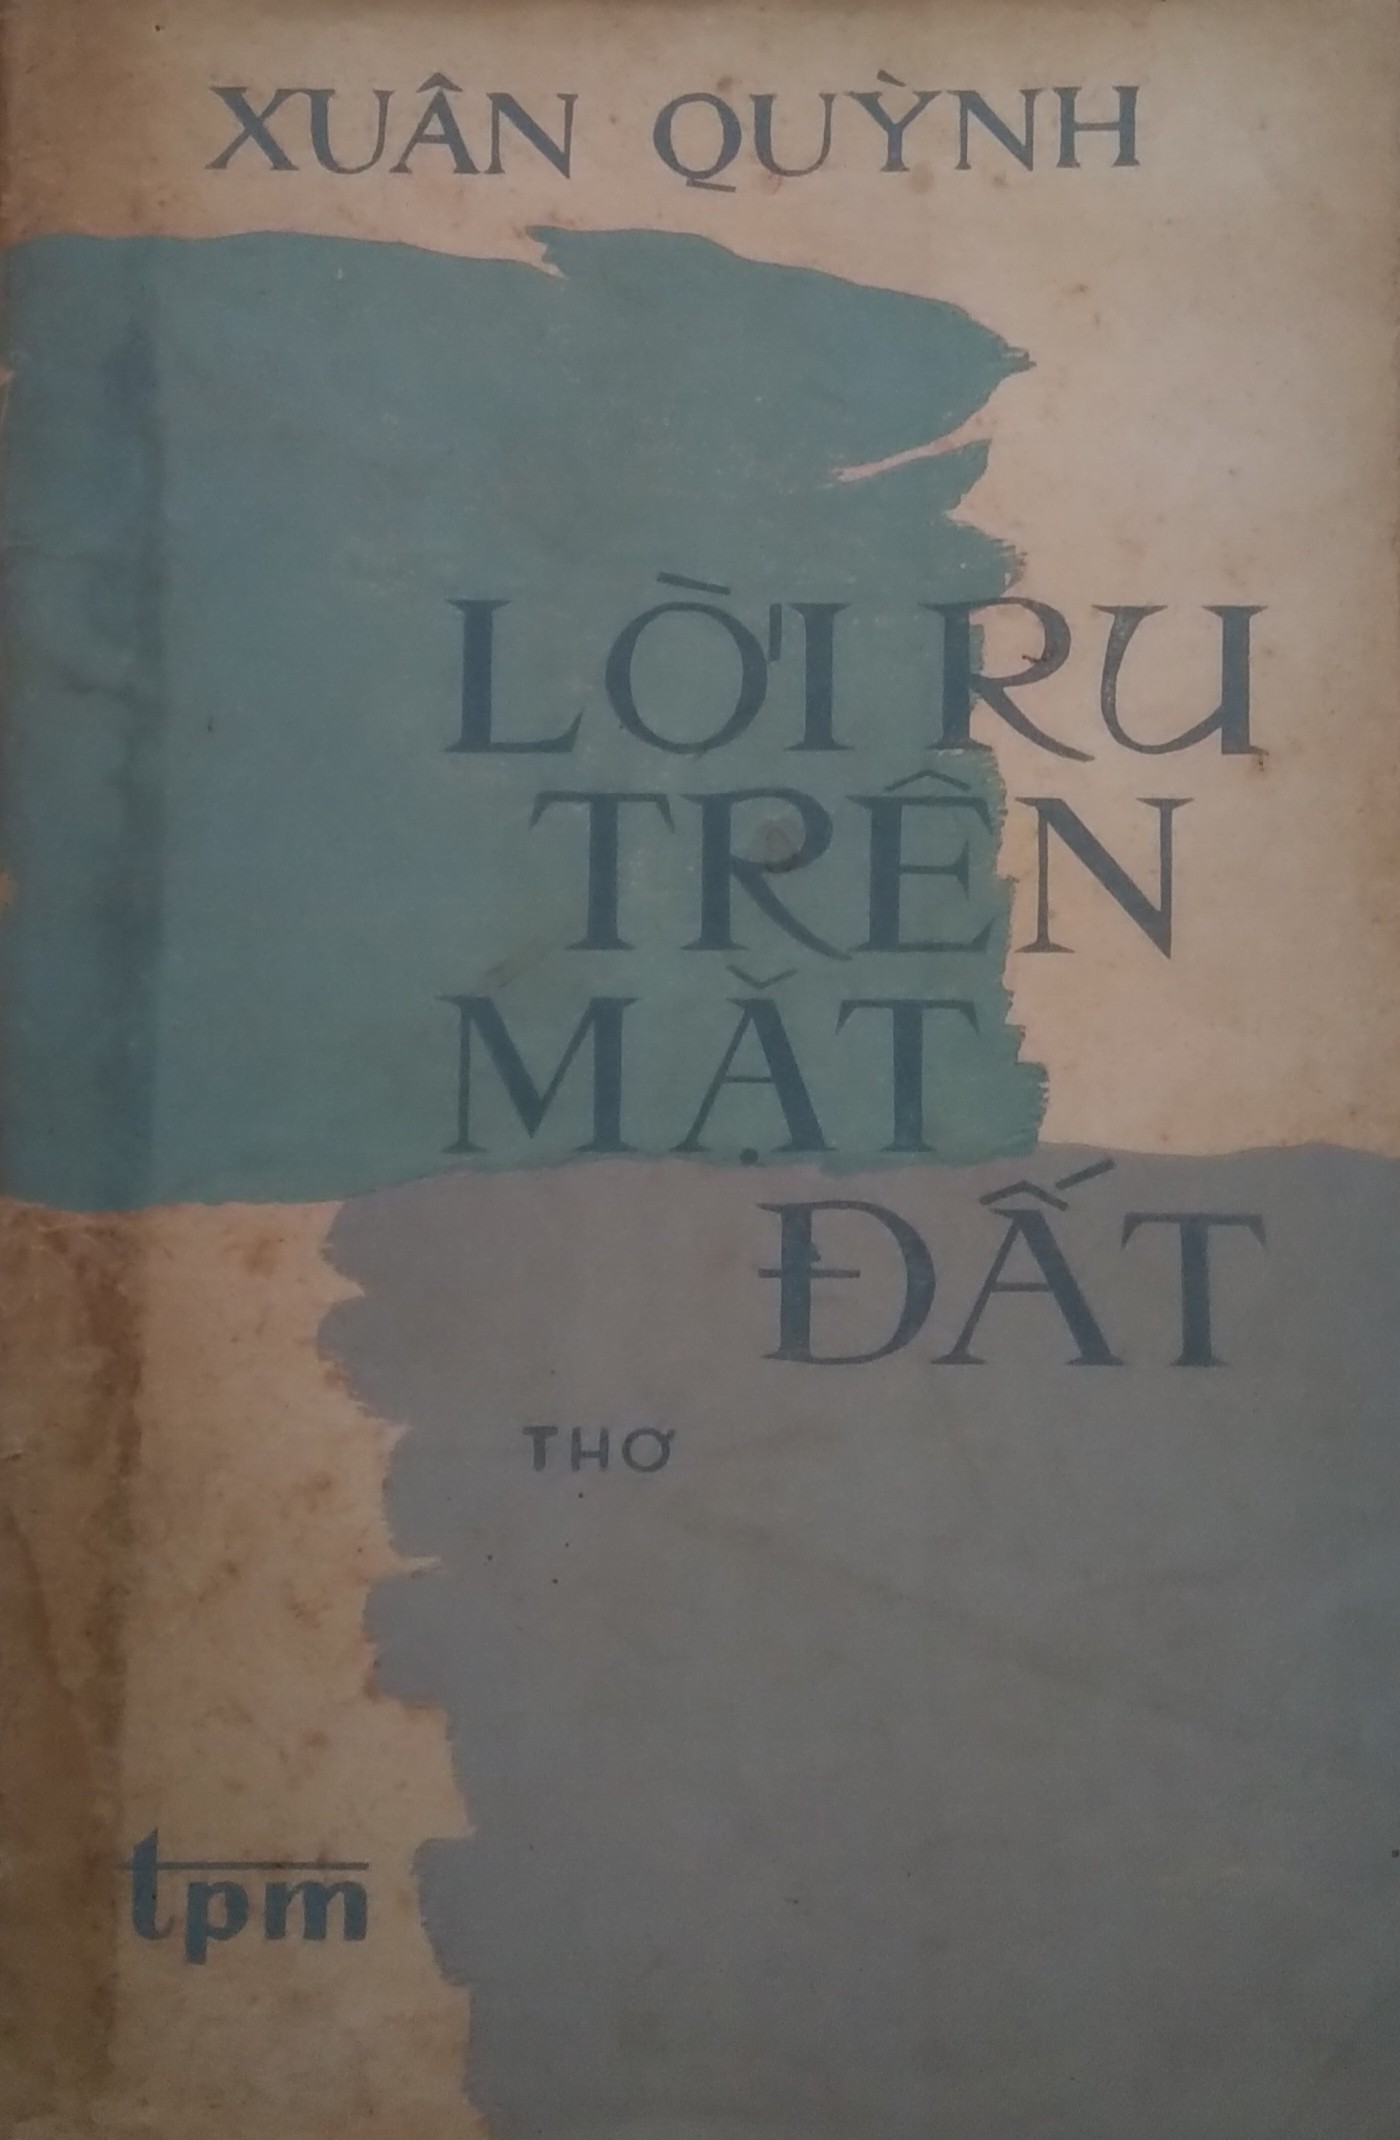 XUÂN QUỲNH
LỜI RU
TRÊN
MẶT
ĐẤT
THƠ
tpm